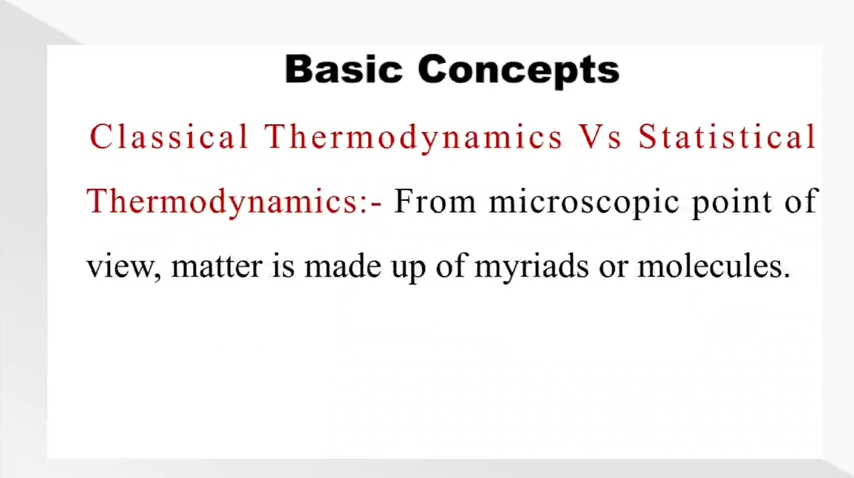 Basic Concepts
Classical Thermodynamics Vs Statistical
Thermodynamics:- From microscopic point of
view, matter is made up of myriads or molecules.